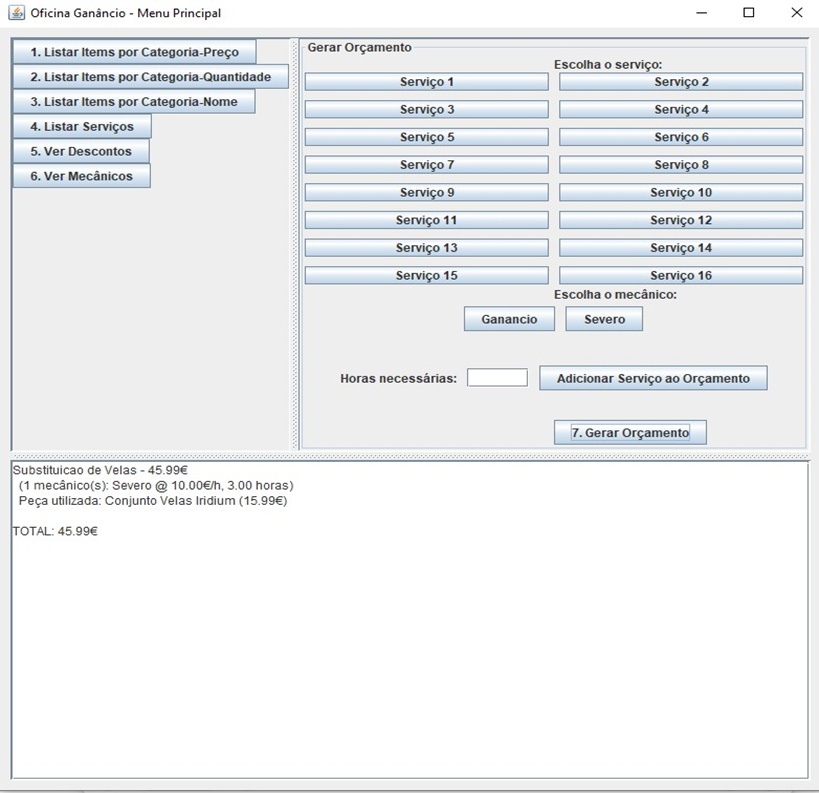 Oficina Ganâncio - Menu Principal
1. Listar Items por Categoria-Preço
2. Listar Items por Categoria-Quantidade
3. Listar Items por Categoria-Nome
4. Listar Serviços
5. Ver Descontos
6. Ver Mecânicos
Gerar Orçamento
Escolha o serviço:
Serviço 1
Serviço 2
Serviço 3
Serviço 4
Serviço 5
Serviço 6
Serviço 7
Serviço 8
Serviço 9
Serviço 10
Serviço 11
Serviço 12
Serviço 13
Serviço 14
Serviço 15
Serviço 16
Escolha o mecânico:
Ganancio
Severo
Horas necessárias:
Adicionar Serviço ao Orçamento
7. Gerar Orçamento
Substituicao de Velas - 45.99€
(1 mecânico(s): Severo @ 10.00€/h, 3.00 horas)
Peça utilizada: Conjunto Velas Iridium (15.99€)
TOTAL: 45.99€